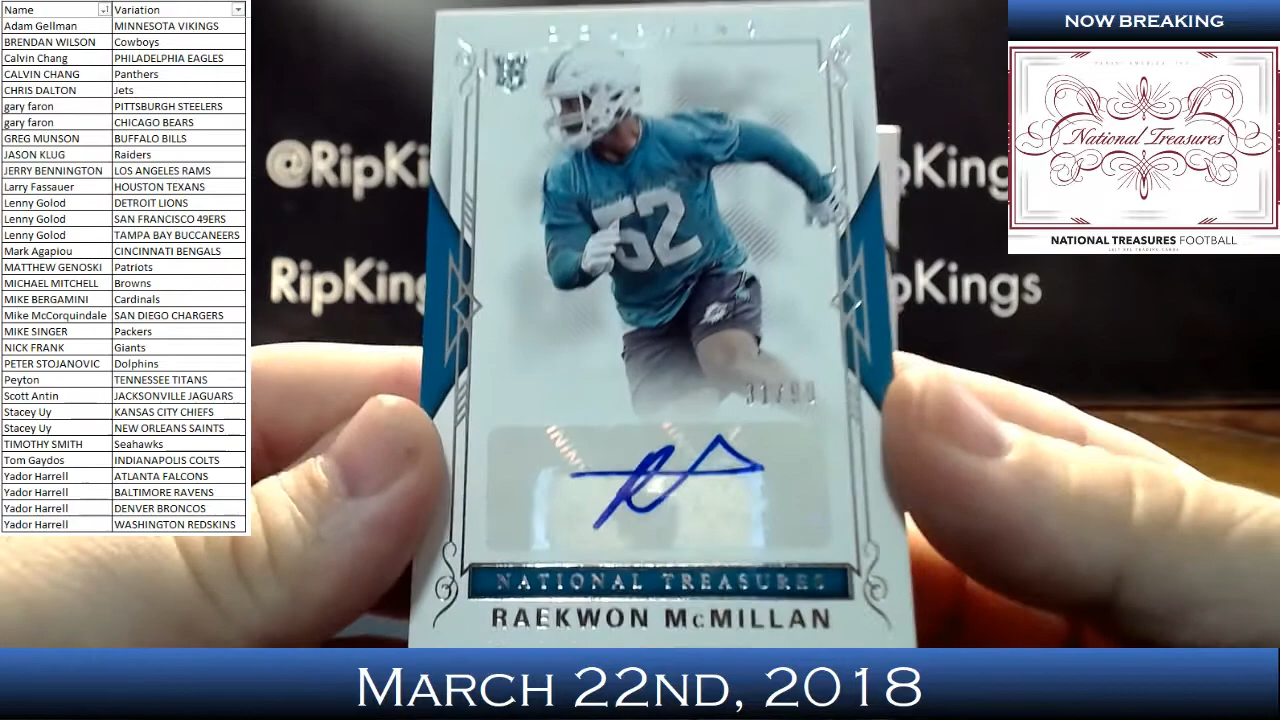 Name Variation
Adam Gellman MINNESOTA VIKINGS
BRENDAN WILSON Cowboys
Calvin Chang PHILADELPHIA EAGLES
CALVIN CHANG Panthers
CHRIS DALTON Jets
gary faron PITTSBURGH STEELERS
gary faron CHICAGO BEARS
GREG MUNSON BUFFALO BILLS
JASON KLUG Raiders
JERRY BENNINGTON LOS ANGELES RAMS
Larry Fassauer HOUSTON TEXANS
Lenny Golod DETROIT LIONS
Lenny Golod SAN FRANCISCO 49ERS
Lenny Golod TAMPA BAY BUCCANEERS
Mark Agapiou CINCINNATI BENGALS
MATTHEW GENOSKI Patriots
MICHAEL MITCHELL Browns
MIKE BERGAMINI Cardinals
Mike McCorquindale SAN DIEGO CHARGERS
MIKE SINGER Packers
NICK FRANK Giants
PETER STOJANOVIC Dolphins
Peyton TENNESSEE TITANS
Scott Antin JACKSONVILLE JAGUARS
Stacey Uy KANSAS CITY CHIEFS
Stacey Uy NEW ORLEANS SAINTS
TIMOTHY SMITH Seahawks
Tom Gaydos INDIANAPOLIS COLTS
Yador Harrell ATLANTA FALCONS
Yador Harrell BALTIMORE RAVENS
Yador Harrell DENVER BRONCOS
Yador Harrell WASHINGTON REDSKINS
@RipKi
RipKing
pKings
pKings
52
31/99
NATIONAL TREASURES
RAEKWON McMILLAN
NOW BREAKING
National Treasures
NATIONAL TREASURES FOOTBALL
MARCH 22ND, 2018